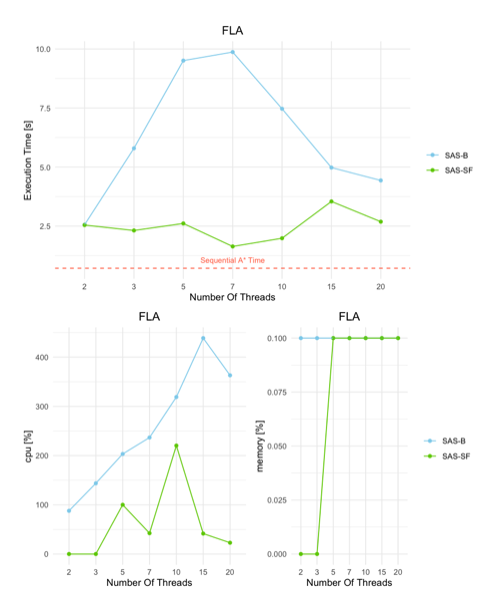 FLA
Execution Time [s]
10.0
7.5
5.0
2.5
Sequential A* Time
2 3 5 7 10 15 20
Number Of Threads
SAS-B
SAS-SF
FLA
cpu [%]
400
300
200
100
0
2 3 5 7 10 15 20
Number Of Threads
FLA
memory [%]
0.100
0.075
0.050
0.025
0.000
2 3 5 7 10 15 20
Number Of Threads
SAS-B
SAS-SF